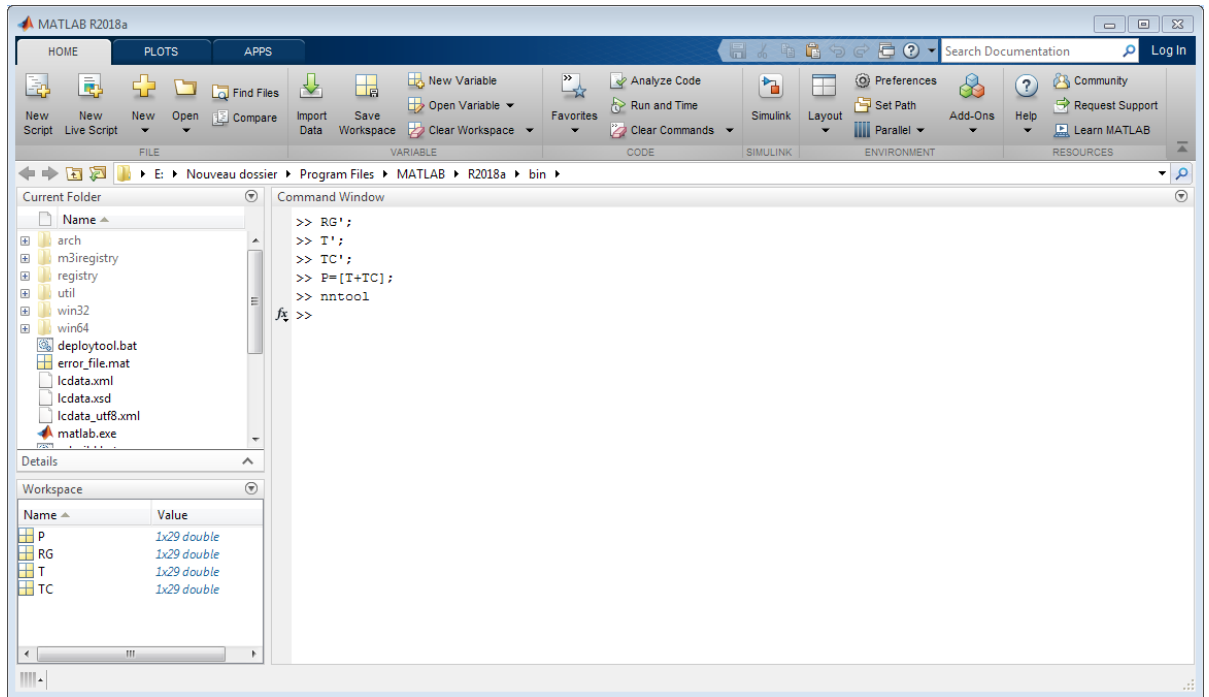 MATLAB R2018a
HOME PLOTS APPS Search Documentation Log In
New Script New Live Script New Open Find Files Compare Import Data Save Workspace New Variable Open Variable Clear Workspace Favorites Analyze Code Run and Time Clear Commands Simulink Layout Preferences Set Path Parallel Add-Ons Help Community Request Support Learn MATLAB
FILE VARIABLE CODE SIMULINK ENVIRONMENT RESOURCES
E: Nouveau dossier Program Files MATLAB R2018a bin
Current Folder
Name
arch
m3iregistry
registry
util
win32
win64
deploytool.bat
error_file.mat
lcdata.xml
lcdata.xsd
lcdata_utf8.xml
matlab.exe
Details
Workspace
Name Value
P 1x29 double
RG 1x29 double
T 1x29 double
TC 1x29 double
Command Window
>> RG';
>> T';
>> TC';
>> P=[T+TC];
>> nntool
fx >>